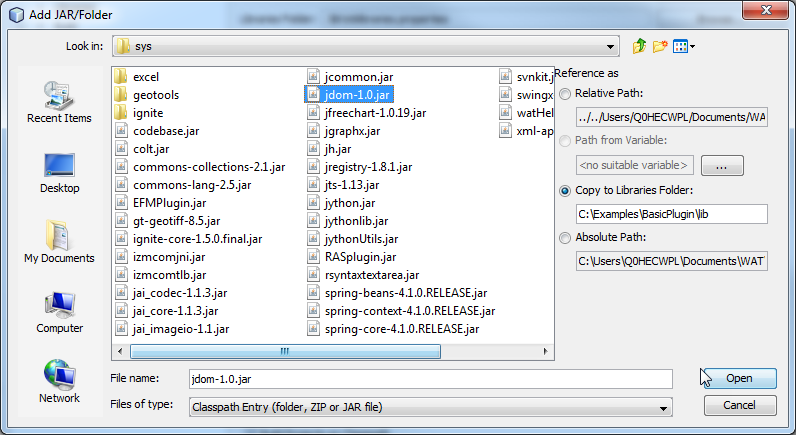 Add JAR/Folder
Look in:
sys
Recent Items
Desktop
My Documents
Computer
Network
excel
geotools
ignite
codebase.jar
colt.jar
commons-collections-2.1.jar
commons-lang-2.5.jar
EFMPlugin.jar
gt-geotiff-8.5.jar
ignite-core-1.5.0.final.jar
izmcomjni.jar
izmcomtlb.jar
jai_codec-1.1.3.jar
jai_core-1.1.3.jar
jai_imageio-1.1.jar
jcommon.jar
jdom-1.0.jar
jfreechart-1.0.19.jar
jgraphx.jar
jh.jar
jregistry-1.8.1.jar
jts-1.13.jar
jython.jar
jythonlib.jar
jythonUtils.jar
RASplugin.jar
rsyntaxtextarea.jar
spring-beans-4.1.0.RELEASE.jar
spring-context-4.1.0.RELEASE.jar
spring-core-4.1.0.RELEASE.jar
svnkit.j
swingx
watHel
xml-ap
Reference as
Relative Path:
../../Users/Q0HECWPL/Documents/WA
Path from Variable:
<no suitable variable>
...
Copy to Libraries Folder:
C:\Examples\BasicPlugin\lib
Absolute Path:
C:\Users\Q0HECWPL\Documents\WAT
File name:
jdom-1.0.jar
Open
Files of type:
Classpath Entry (folder, ZIP or JAR file)
Cancel